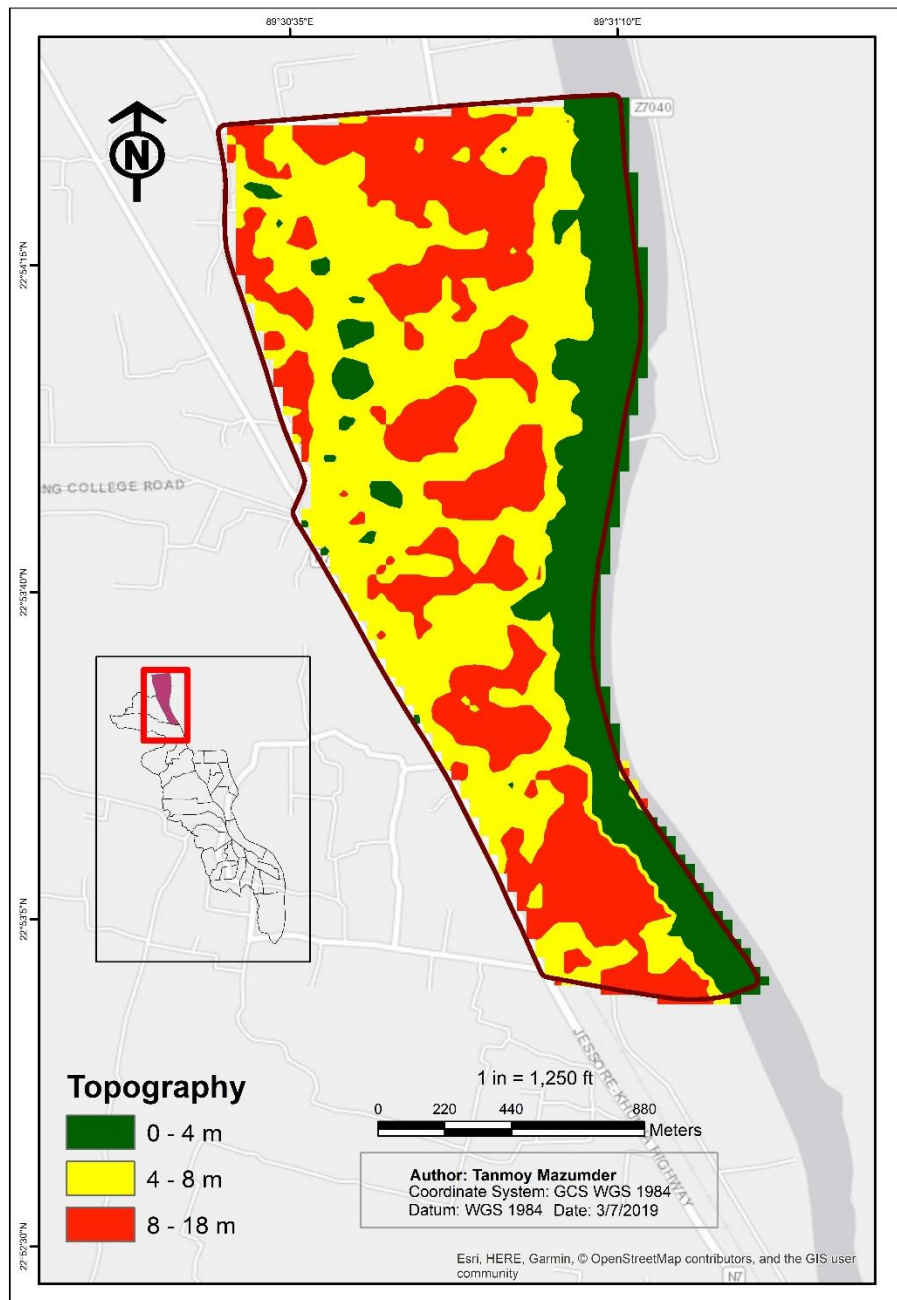 89°30'35"E
89°31'10"E
Z7040
N
22°54'15"N
NG COLLEGE ROAD
22°53'40"N
22°53'5"N
JESSORE-KHULNA HIGHWAY
22°52'30"N
Topography
0 - 4 m
4 - 8 m
8 - 18 m
1 in = 1,250 ft
0 220 440 880
Meters
Author: Tanmoy Mazumder
Coordinate System: GCS WGS 1984
Datum: WGS 1984 Date: 3/7/2019
Esri, HERE, Garmin, © OpenStreetMap contributors, and the GIS user
community
N7